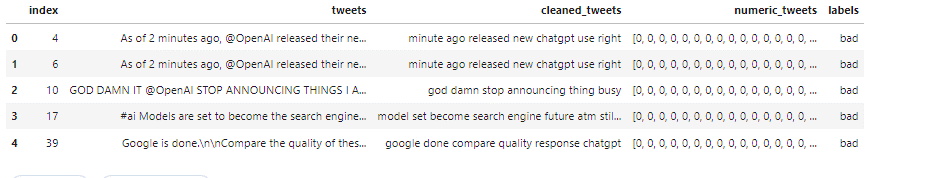 index tweets cleaned_tweets numeric_tweets labels
0 4 As of 2 minutes ago, @OpenAI released their ne... minute ago released new chatgpt use right [0, 0, 0, 0, 0, 0, 0, 0, 0, 0, 0, 0, 0, 0, 0, ... bad
1 6 As of 2 minutes ago, @OpenAI released their ne... minute ago released new chatgpt use right [0, 0, 0, 0, 0, 0, 0, 0, 0, 0, 0, 0, 0, 0, 0, ... bad
2 10 GOD DAMN IT @OpenAI STOP ANNOUNCING THINGS I A... god damn stop announcing thing busy [0, 0, 0, 0, 0, 0, 0, 0, 0, 0, 0, 0, 0, 0, 0, ... bad
3 17 #ai Models are set to become the search engine... model set become search engine future atm stil... [0, 0, 0, 0, 0, 0, 0, 0, 0, 0, 0, 0, 0, 0, 0, ... bad
4 39 Google is done.\n\nCompare the quality of thes... google done compare quality response chatgpt [0, 0, 0, 0, 0, 0, 0, 0, 0, 0, 0, 0, 0, 0, 0, ... bad